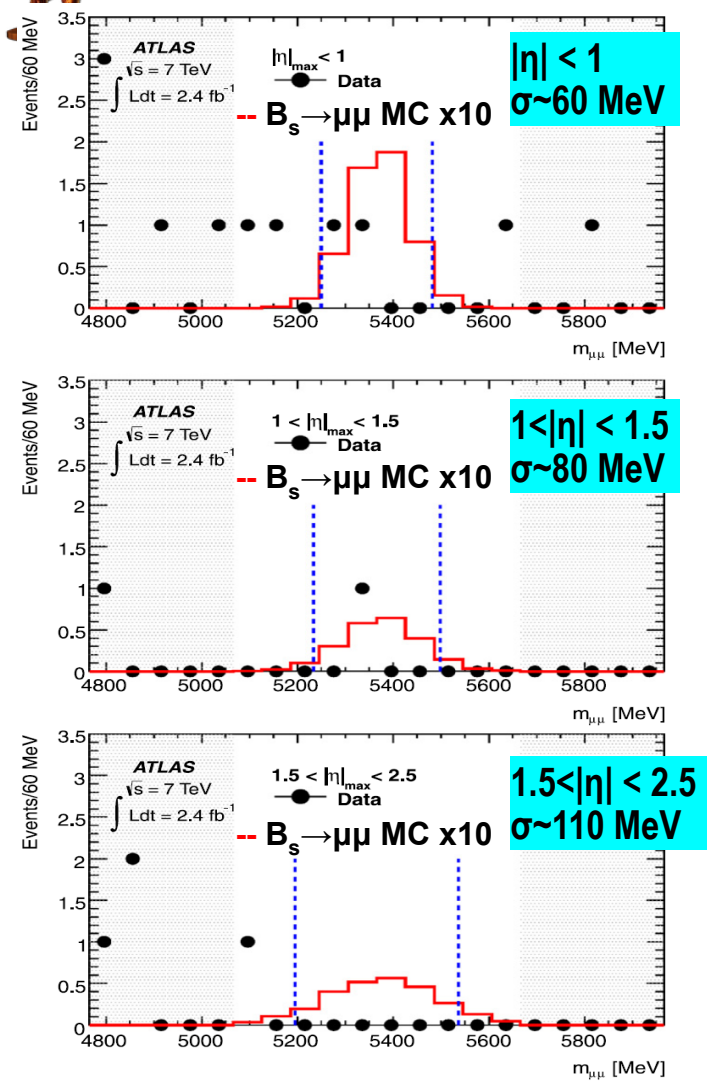 3.5
3
2.5
2
1.5
1
0.5
0
Events/60 MeV
ATLAS
√s = 7 TeV
∫ Ldt = 2.4 fb⁻¹
|η|max < 1
Data
-- Bs→μμ MC x10
|η| < 1
σ~60 MeV
4800 5000 5200 5400 5600 5800
mμμ [MeV]
3.5
3
2.5
2
1.5
1
0.5
0
Events/60 MeV
ATLAS
√s = 7 TeV
∫ Ldt = 2.4 fb⁻¹
1 < |η|max < 1.5
Data
-- Bs→μμ MC x10
1<|η| < 1.5
σ~80 MeV
4800 5000 5200 5400 5600 5800
mμμ [MeV]
3.5
3
2.5
2
1.5
1
0.5
0
Events/60 MeV
ATLAS
√s = 7 TeV
∫ Ldt = 2.4 fb⁻¹
1.5 < |η|max < 2.5
Data
-- Bs→μμ MC x10
1.5<|η| < 2.5
σ~110 MeV
4800 5000 5200 5400 5600 5800
mμμ [MeV]